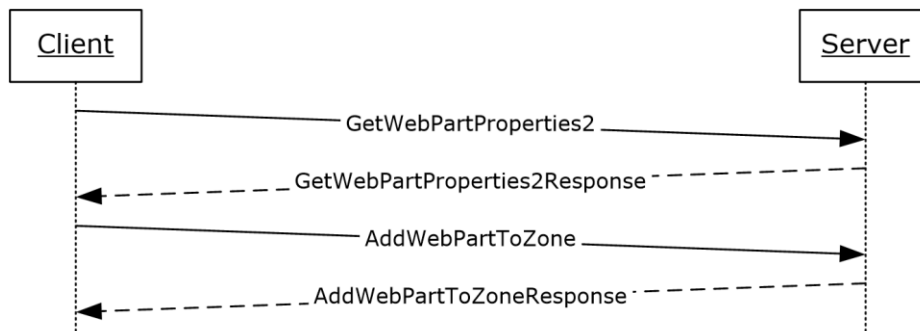 Client
Server
GetWebPartProperties2
GetWebPartProperties2Response
AddWebPartToZone
AddWebPartToZoneResponse